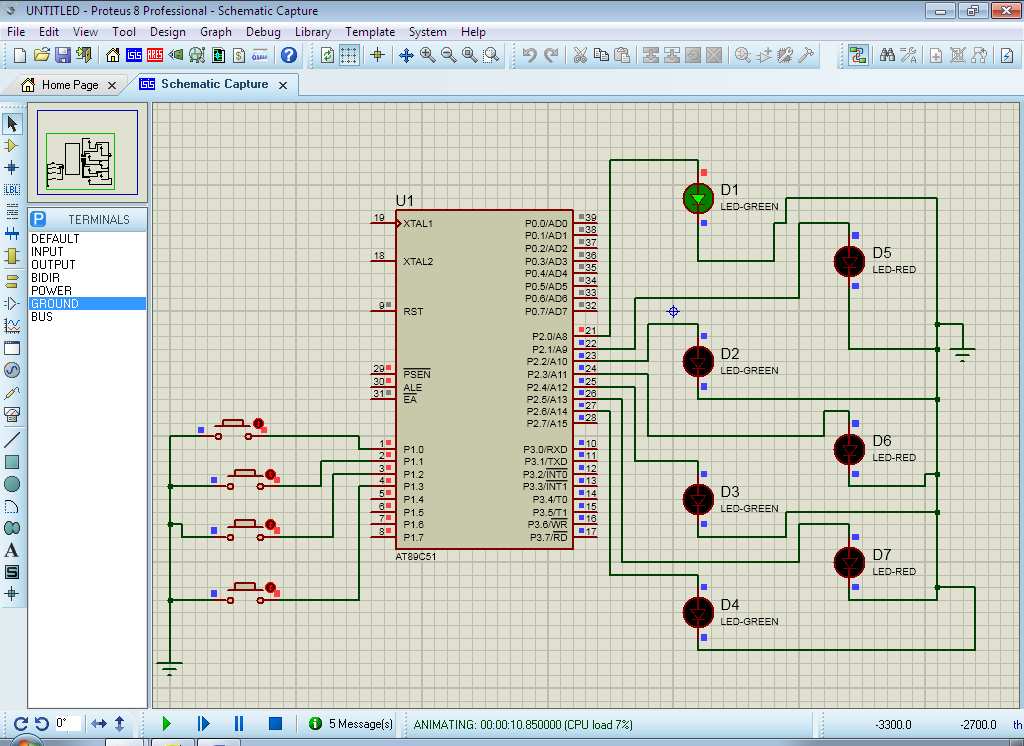 UNTITLED - Proteus 8 Professional - Schematic Capture
File Edit View Tool Design Graph Debug Library Template System Help
isis ARES $ ?
Home Page × isis Schematic Capture ×
LBL
P TERMINALS
DEFAULT
INPUT
OUTPUT
BIDIR
POWER
GROUND
BUS
A
S
U1
AT89C51
19 XTAL1
18 XTAL2
9 RST
29 PSEN
30 ALE
31 EA
1 P1.0
2 P1.1
3 P1.2
4 P1.3
5 P1.4
6 P1.5
7 P1.6
8 P1.7
P0.0/AD0 39
P0.1/AD1 38
P0.2/AD2 37
P0.3/AD3 36
P0.4/AD4 35
P0.5/AD5 34
P0.6/AD6 33
P0.7/AD7 32
P2.0/A8 21
P2.1/A9 22
P2.2/A10 23
P2.3/A11 24
P2.4/A12 25
P2.5/A13 26
P2.6/A14 27
P2.7/A15 28
P3.0/RXD 10
P3.1/TXD 11
P3.2/INT0 12
P3.3/INT1 13
P3.4/T0 14
P3.5/T1 15
P3.6/WR 16
P3.7/RD 17
D1
LED-GREEN
D5
LED-RED
D2
LED-GREEN
D6
LED-RED
D3
LED-GREEN
D7
LED-RED
D4
LED-GREEN
0° 5 Message(s) ANIMATING: 00:00:10.850000 (CPU load 7%) -3300.0 -2700.0 th